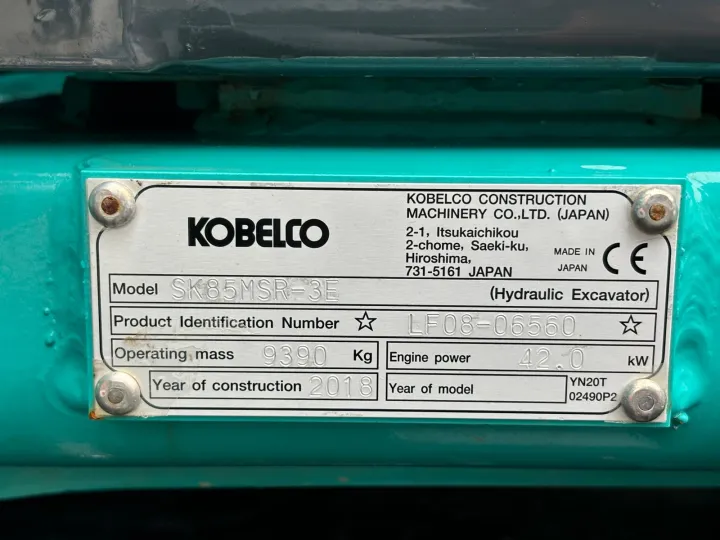 KOBELCO
KOBELCO CONSTRUCTION
MACHINERY CO.,LTD. (JAPAN)
2-1, Itsukaichikou
2-chome, Saeki-ku,
Hiroshima,
731-5161 JAPAN
MADE IN
JAPAN
CE
Model SK85MSR-3E (Hydraulic Excavator)
Product Identification Number ☆ LF08-06560 ☆
Operating mass 9390 Kg
Engine power 42.0 kW
Year of construction 2018
Year of model
YN20T
02490P2